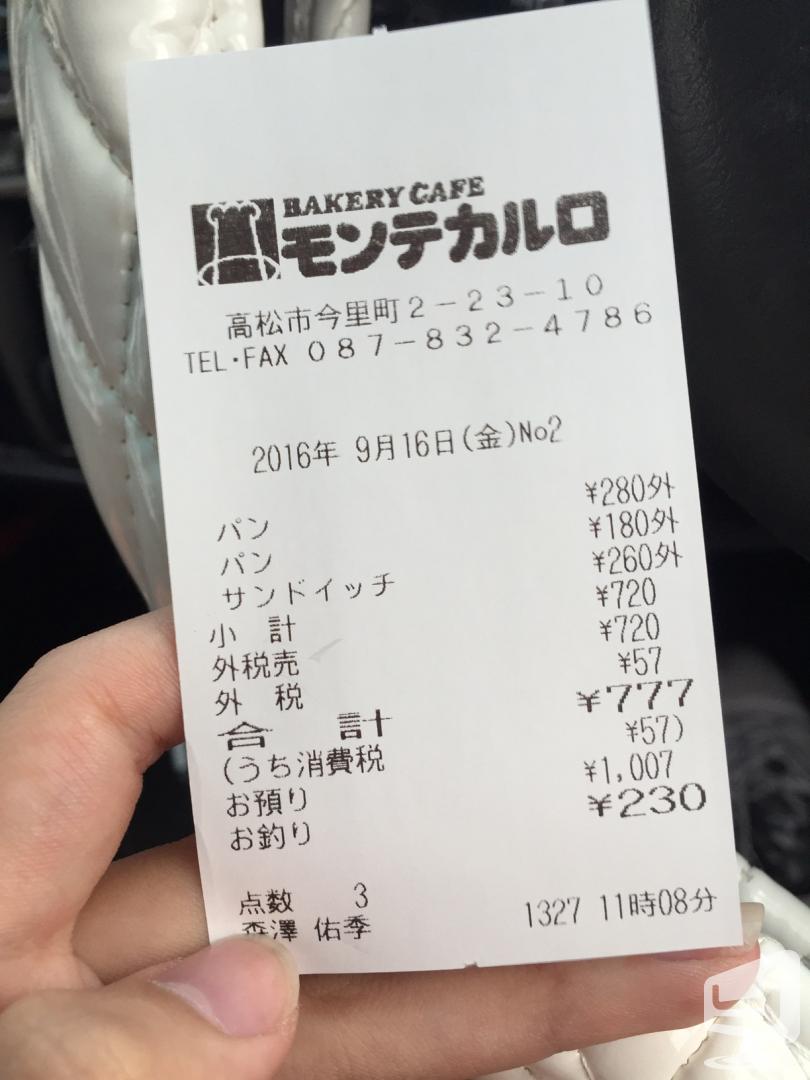 BAKERY CAFE
モンテカルロ
高松市今里町2-23-10
TEL・FAX 087-832-4786
2016年 9月16日(金)No2
パン ¥280外
パン ¥180外
サンドイッチ ¥260外
小 計 ¥720
外税売 ¥720
外 税 ¥57
合 計 ¥777
(うち消費税 ¥57)
お預り ¥1,007
お釣り ¥230
点数 3
森澤 佑季 1327 11時08分